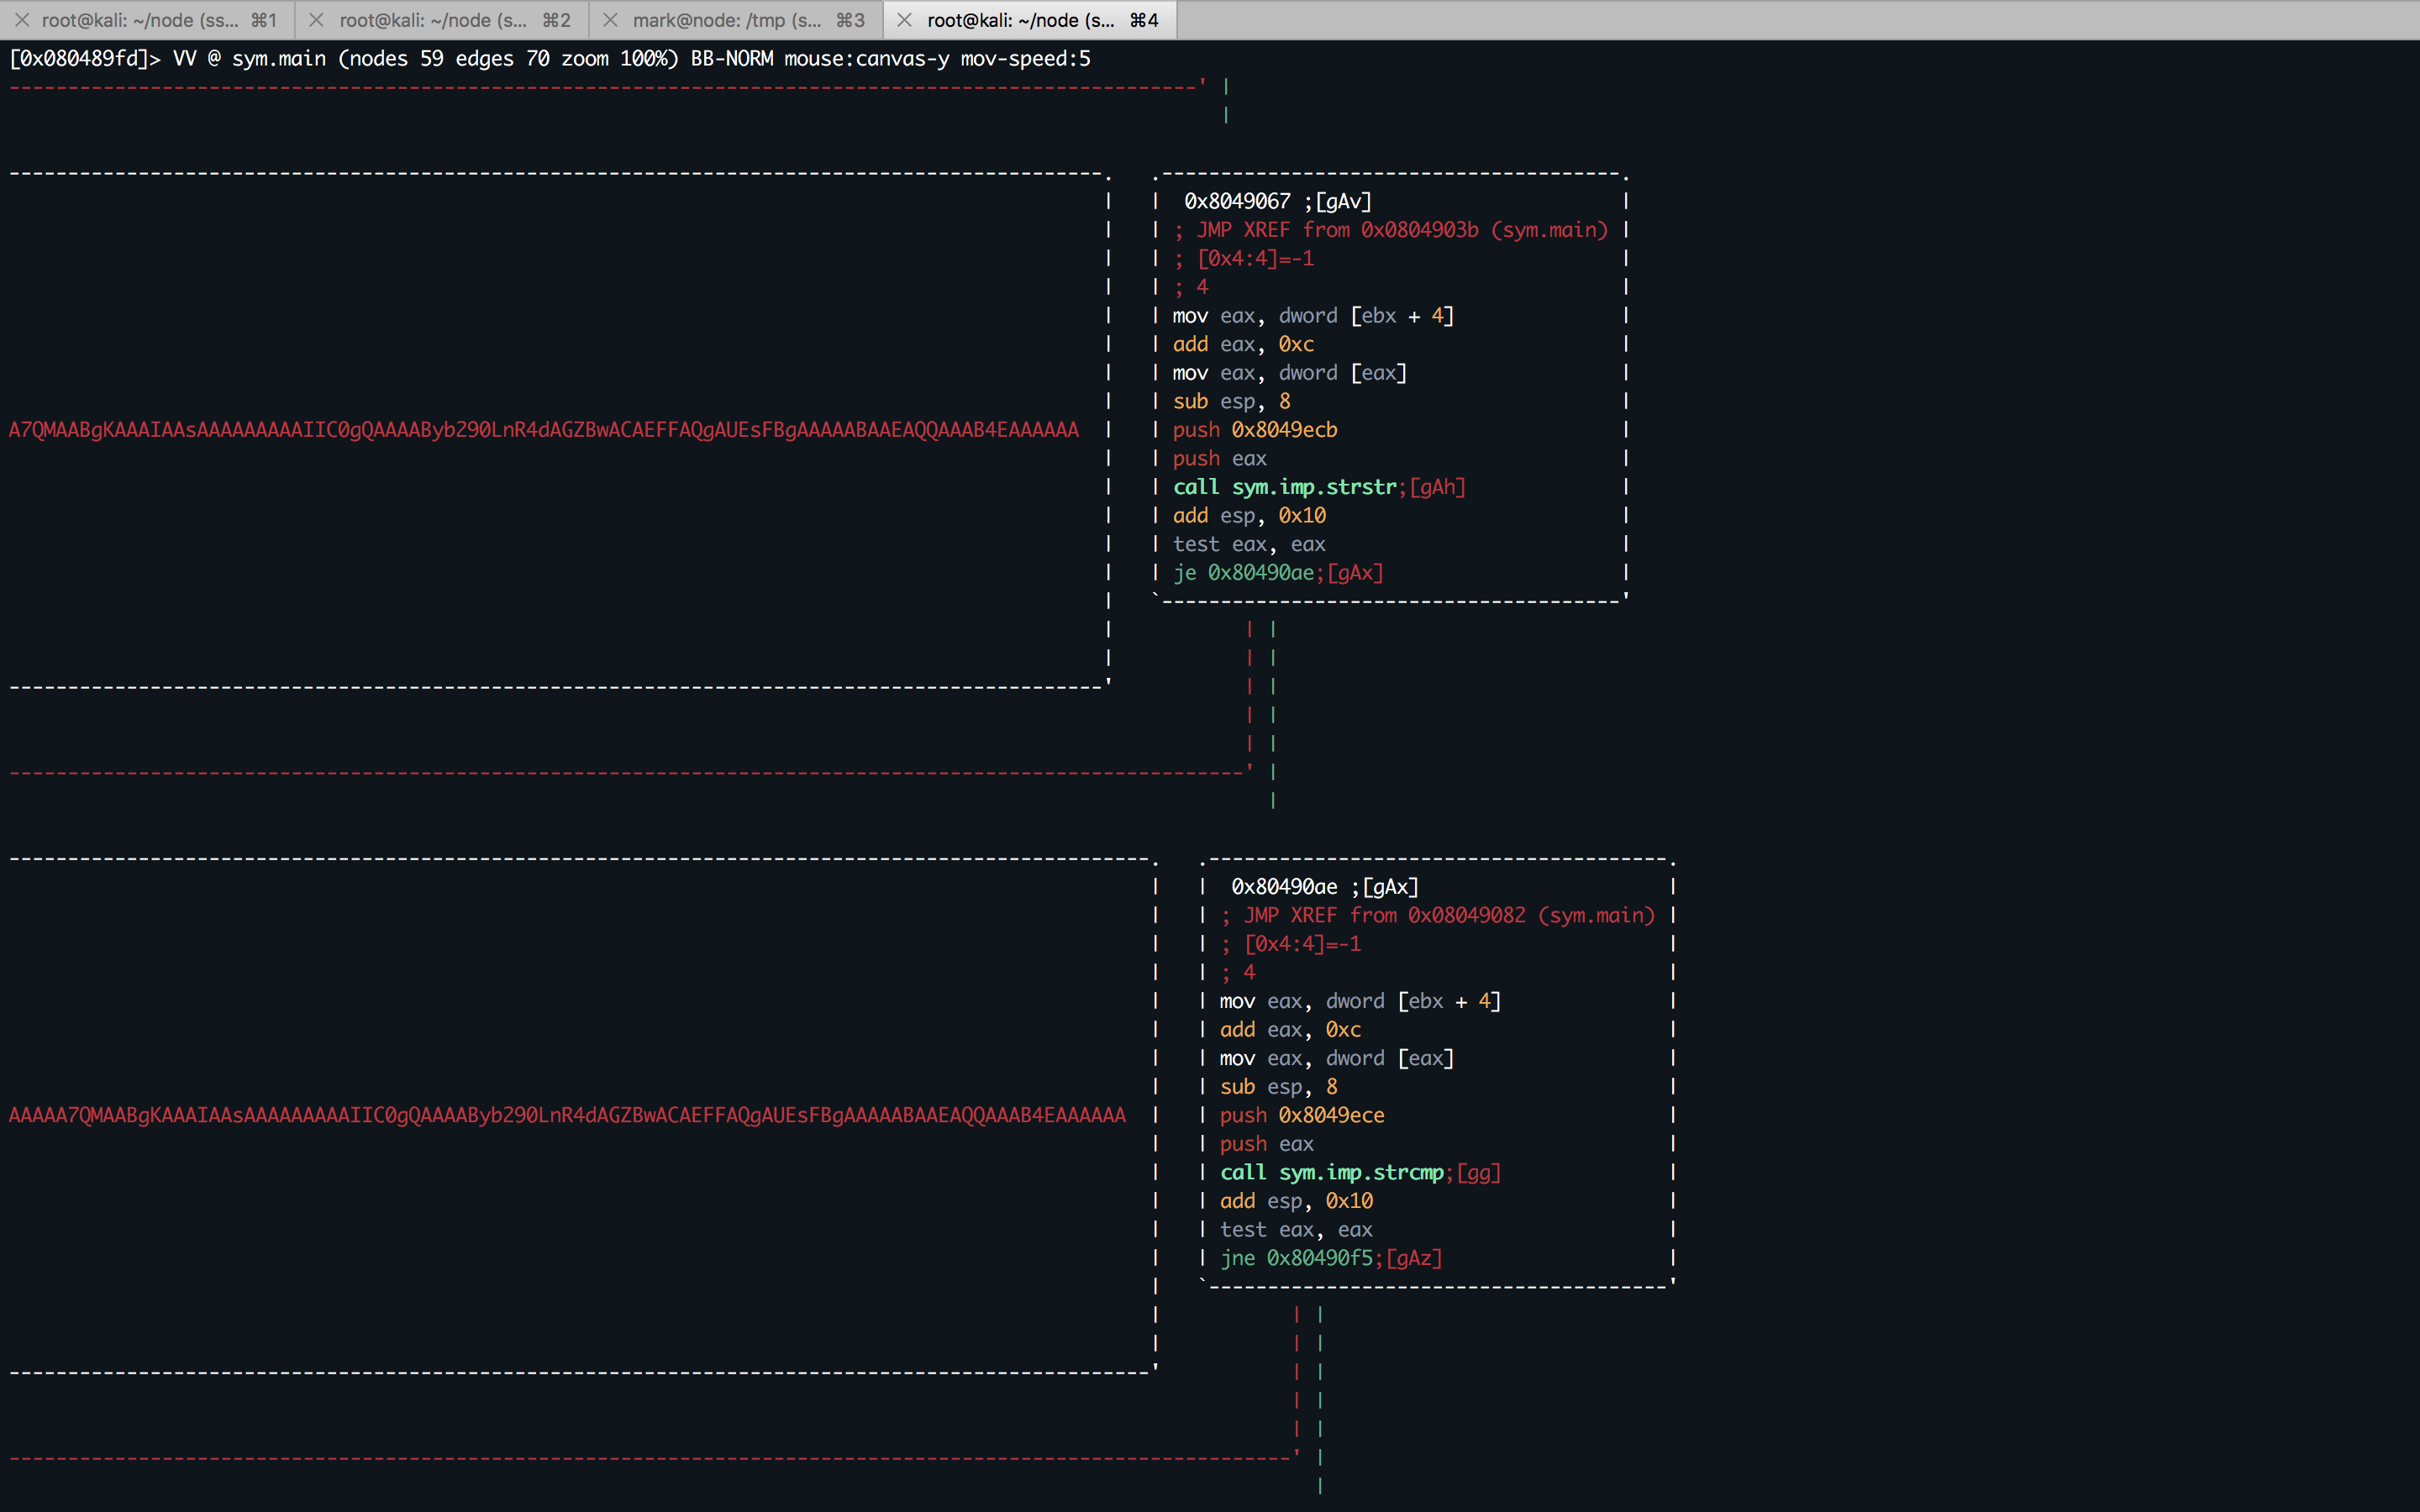 root@kali: ~/node (ss... ⌘1
root@kali: ~/node (s... ⌘2
mark@node: /tmp (s... ⌘3
root@kali: ~/node (s... ⌘4
[0x080489fd]> VV @ sym.main (nodes 59 edges 70 zoom 100%) BB-NORM mouse:canvas-y mov-speed:5
0x8049067 ;[gAv]
; JMP XREF from 0x0804903b (sym.main)
; [0x4:4]=-1
; 4
mov eax, dword [ebx + 4]
add eax, 0xc
mov eax, dword [eax]
sub esp, 8
A7QMAABgKAAAIAAsAAAAAAAAAIIC0gQAAAAByb290LnR4dAGZBwACAEFFAQgAUEsFBgAAAAABAAEAQQAAAB4EAAAAAA
push 0x8049ecb
push eax
call sym.imp.strstr;[gAh]
add esp, 0x10
test eax, eax
je 0x80490ae;[gAx]
0x80490ae ;[gAx]
; JMP XREF from 0x08049082 (sym.main)
; [0x4:4]=-1
; 4
mov eax, dword [ebx + 4]
add eax, 0xc
mov eax, dword [eax]
sub esp, 8
AAAAA7QMAABgKAAAIAAsAAAAAAAAAIIC0gQAAAAByb290LnR4dAGZBwACAEFFAQgAUEsFBgAAAAABAAEAQQAAAB4EAAAAAA
push 0x8049ece
push eax
call sym.imp.strcmp;[gg]
add esp, 0x10
test eax, eax
jne 0x80490f5;[gAz]